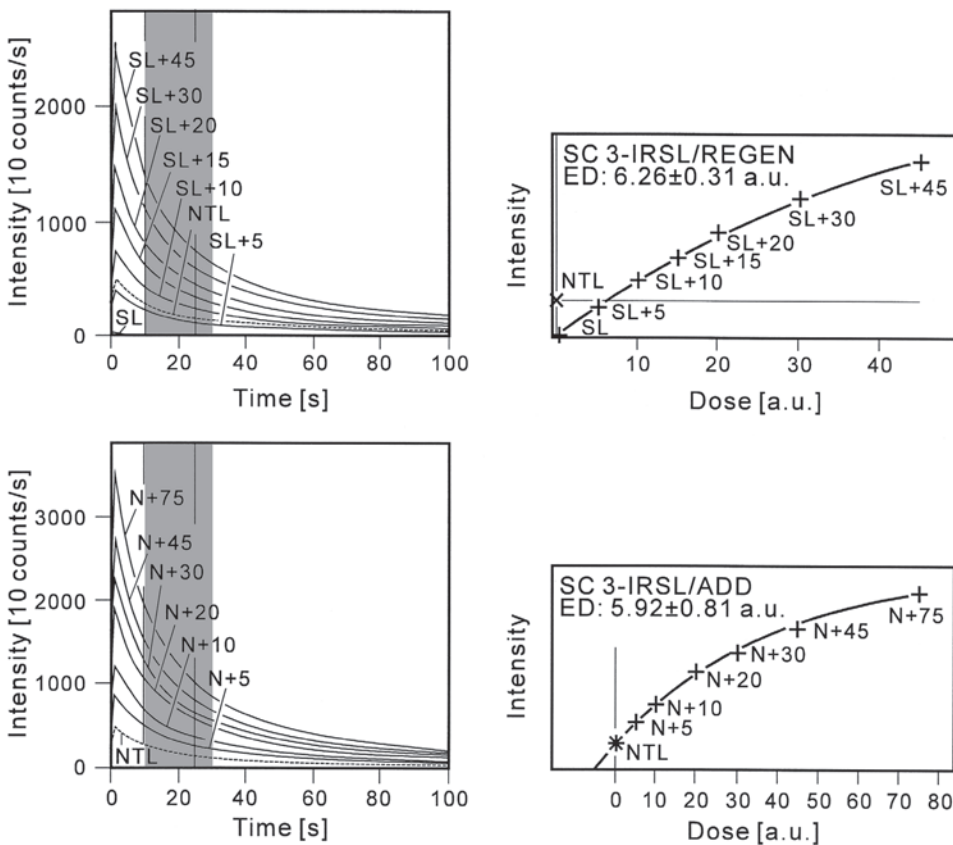 Intensity [10 counts/s]
2000
1000
0
SL+45
SL+30
SL+20
SL+15
SL+10
NTL
SL+5
SL
0 20 40 60 80 100
Time [s]
Intensity
SC 3-IRSL/REGEN
ED: 6.26±0.31 a.u.
SL+45
SL+30
SL+20
SL+15
SL+10
NTL
SL+5
SL
10 20 30 40
Dose [a.u.]
Intensity [10 counts/s]
3000
2000
1000
0
N+75
N+45
N+30
N+20
N+10
N+5
NTL
0 20 40 60 80 100
Time [s]
Intensity
SC 3-IRSL/ADD
ED: 5.92±0.81 a.u.
N+75
N+45
N+30
N+20
N+10
N+5
NTL
0 10 20 30 40 50 60 70 80
Dose [a.u.]